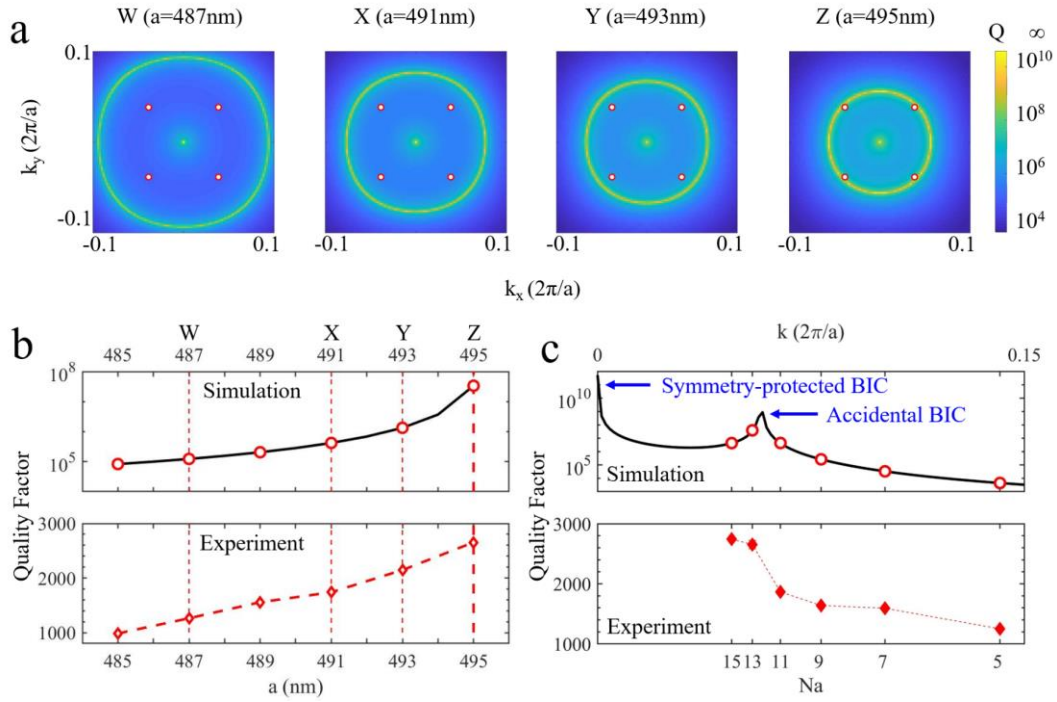 W (a=487nm) X (a=491nm) Y (a=493nm) Z (a=495nm)
a
Q ∞
0.1
10¹⁰
10⁸
k_y (2π/a)
10⁶
10⁴
-0.1
-0.1 0.1 -0.1 0.1 -0.1 0.1 -0.1 0.1
k_x (2π/a)
b
W X Y Z
485 487 489 491 493 495
10⁸
Simulation
10⁵
Quality Factor
3000
Experiment
2000
1000
485 487 489 491 493 495
a (nm)
c
k (2π/a)
0 0.15
Symmetry-protected BIC
10¹⁰
Accidental BIC
10⁵
Simulation
Quality Factor
3000
2000
Experiment
1000
15 13 11 9 7 5
Na